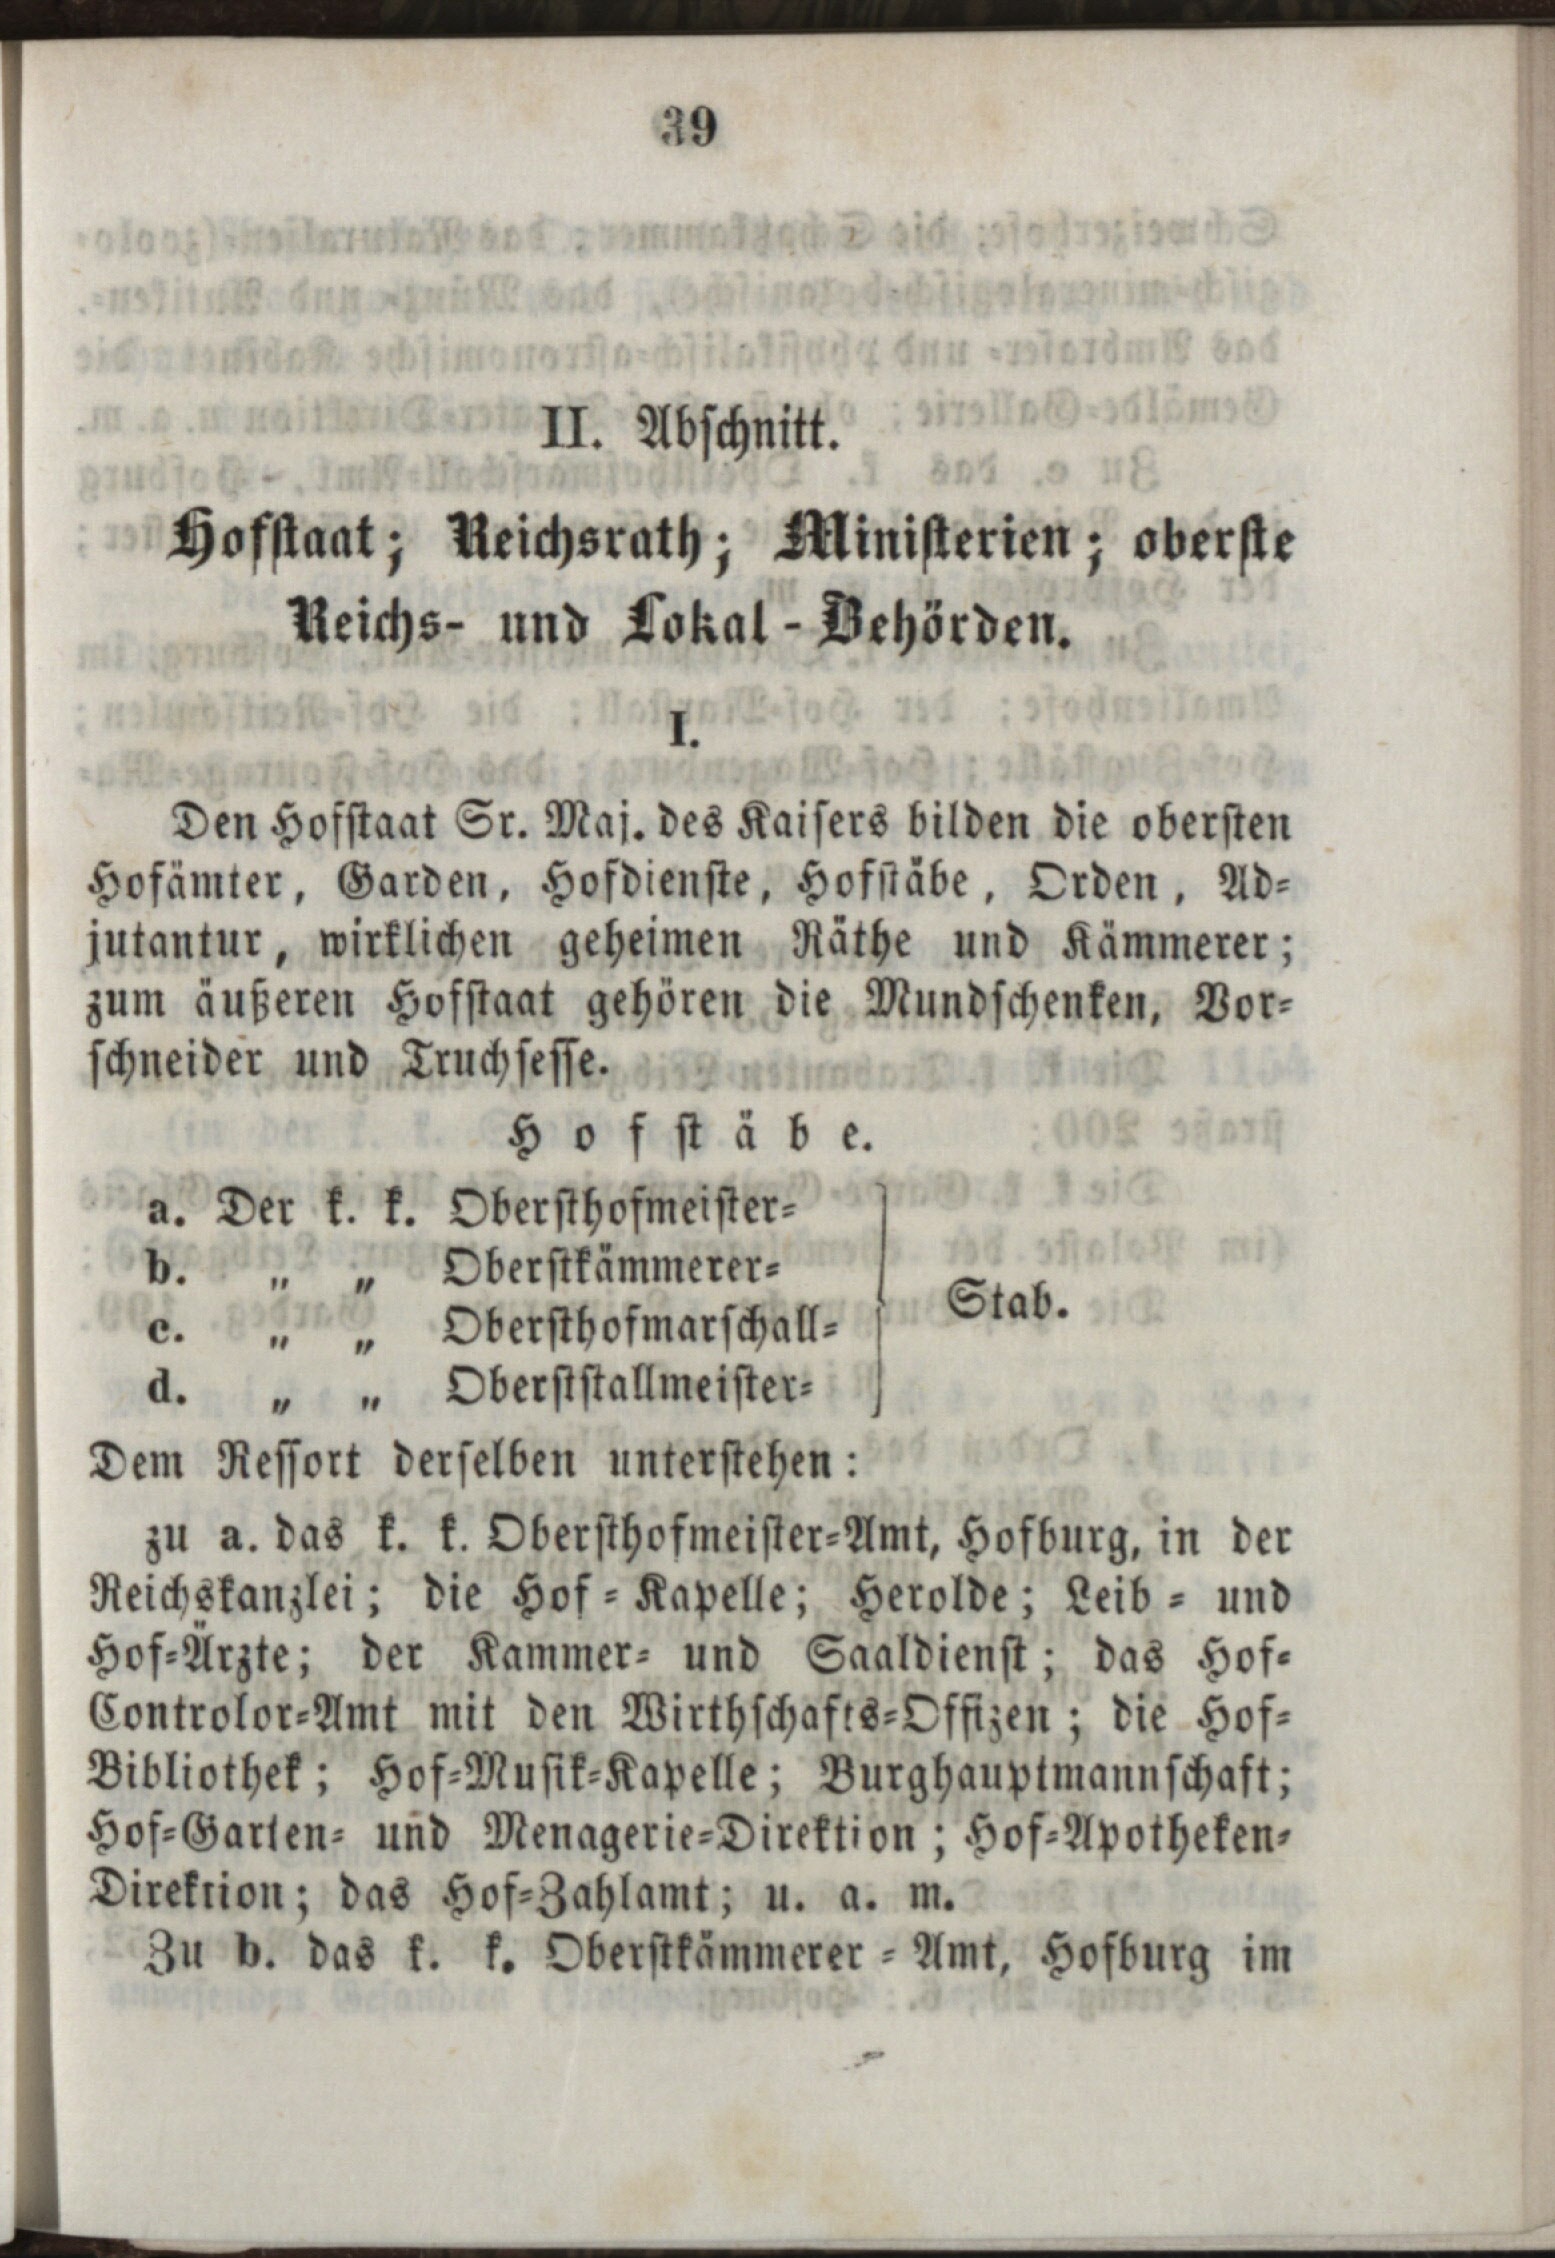 39
II. Abschnitt.
Hofstaat; Reichsrath; Ministerien; oberste
Reichs- und Lokal-Behörden.
I.
Den Hofstaat Sr. Maj. des Kaisers bilden die obersten
Hofämter, Garden, Hofdienste, Hofstäbe, Orden, Ad-
jutantur, wirklichen geheimen Räthe und Kämmerer;
zum äußeren Hofstaat gehören die Mundschenken, Vor-
schneider und Truchsesse.
Hofstäbe.
a. Der k. k. Obersthofmeister-
b. „ „ Oberstkämmerer-
c. „ „ Obersthofmarschall-
d. „ „ Oberststallmeister-
Stab.
Dem Ressort derselben unterstehen:
zu a. das k. k. Obersthofmeister-Amt, Hofburg, in der
Reichskanzlei; die Hof-Kapelle; Herolde; Leib- und
Hof-Ärzte; der Kammer- und Saaldienst; das Hof-
Controlor-Amt mit den Wirthschafts-Offizen; die Hof-
Bibliothek; Hof-Musik-Kapelle; Burghauptmannschaft;
Hof-Garten- und Menagerie-Direktion; Hof-Apotheken-
Direktion; das Hof-Zahlamt; u. a. m.
Zu b. das k. k. Oberstkämmerer-Amt, Hofburg im